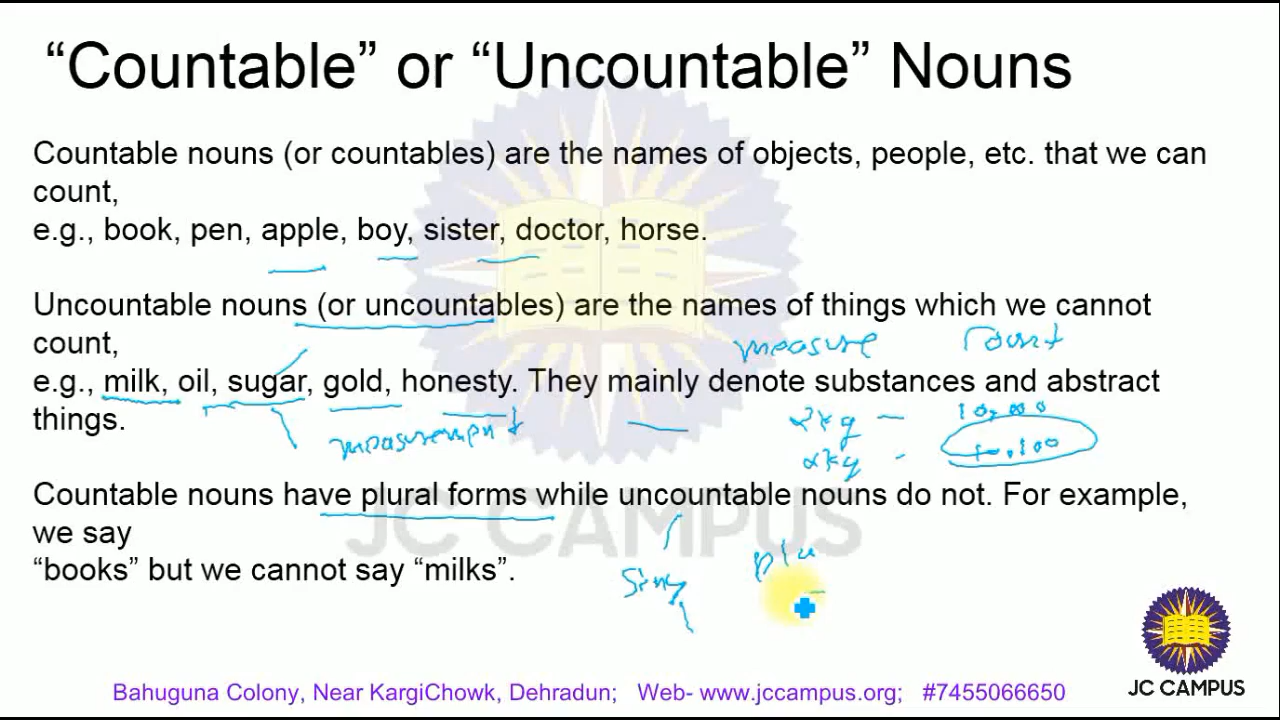 “Countable” or “Uncountable” Nouns
Countable nouns (or countables) are the names of objects, people, etc. that we can
count,
e.g., book, pen, apple, boy, sister, doctor, horse.
Uncountable nouns (or uncountables) are the names of things which we cannot
count,
measure count
e.g., milk, oil, sugar, gold, honesty. They mainly denote substances and abstract
things.
measurement
2kg – 10,000
2kg - 10,100
Countable nouns have plural forms while uncountable nouns do not. For example,
we say
“books” but we cannot say “milks”.
Sing plu
JC CAMPUS
JC CAMPUS
Bahuguna Colony, Near KargiChowk, Dehradun; Web- www.jccampus.org; #7455066650